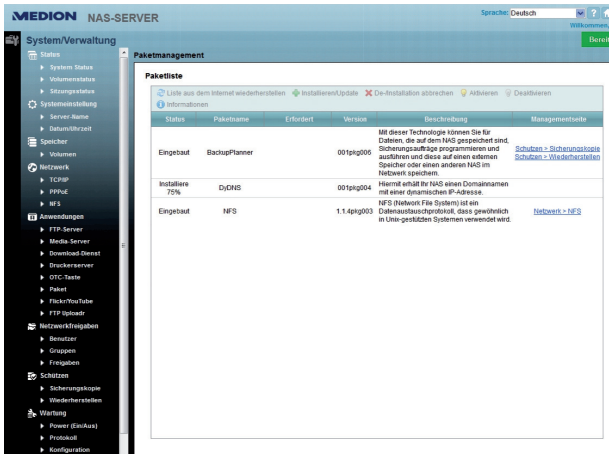 MEDION NAS-SERVER
Sprache: Deutsch
Willkommen,
System/Verwaltung
Bereit
Status
System Status
Volumenstatus
Sitzungsstatus
Systemeinstellung
Server-Name
Datum/Uhrzeit
Speicher
Volumen
Netzwerk
TCP/IP
PPPoE
NFS
Anwendungen
FTP-Server
Media-Server
Download-Dienst
Druckerserver
OTC-Taste
Paket
Flickr/YouTube
FTP Uploadr
Netzwerkfreigaben
Benutzer
Gruppen
Freigaben
Schützen
Sicherungskopie
Wiederherstellen
Wartung
Power (Ein/Aus)
Protokoll
Konfiguration
Paketmanagement
Paketliste
Liste aus dem Internet wiederherstellen Installieren/Update De-Installation abbrechen Aktivieren Deaktivieren
Informationen
Status Paketname Erfordert Version Beschreibung Managementseite
Eingebaut BackupPlanner 001pkg006
Mit dieser Technologie können Sie für
Dateien, die auf dem NAS gespeichert sind,
Sicherungsaufträge programmieren und
ausführen und diese auf einen externen
Speicher oder einen anderen NAS im
Netzwerk speichern.
Schutzen > Sicherungskopie
Schutzen > Wiederherstellen
Installiere
75%
DyDNS 001pkg004
Hiermit erhält Ihr NAS einen Domainnamen
mit einer dynamischen IP-Adresse.
Eingebaut NFS 1.1.4pkg003
NFS (Network File System) ist ein
Datenaustauschprotokoll, dass gewöhnlich
in Unix-gestützten Systemen verwendet wird.
Netzwerk > NFS